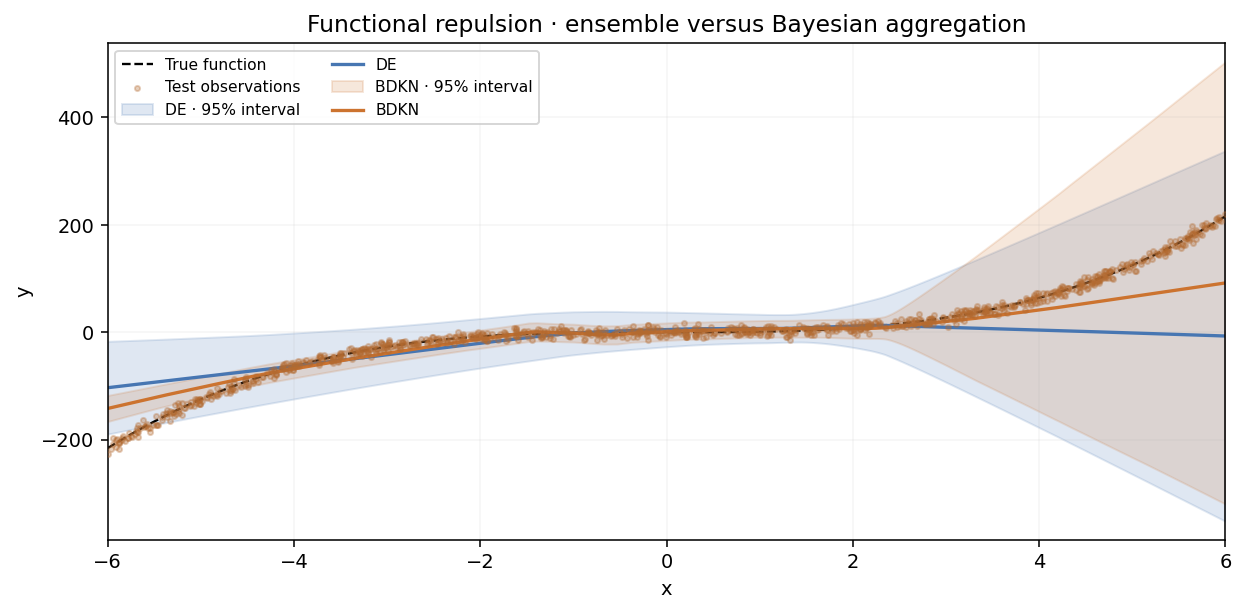 Functional repulsion · ensemble versus Bayesian aggregation
True function
Test observations
DE · 95% interval
DE
BDKN · 95% interval
BDKN
400
200
0
−200
y
−6
−4
−2
0
2
4
6
x